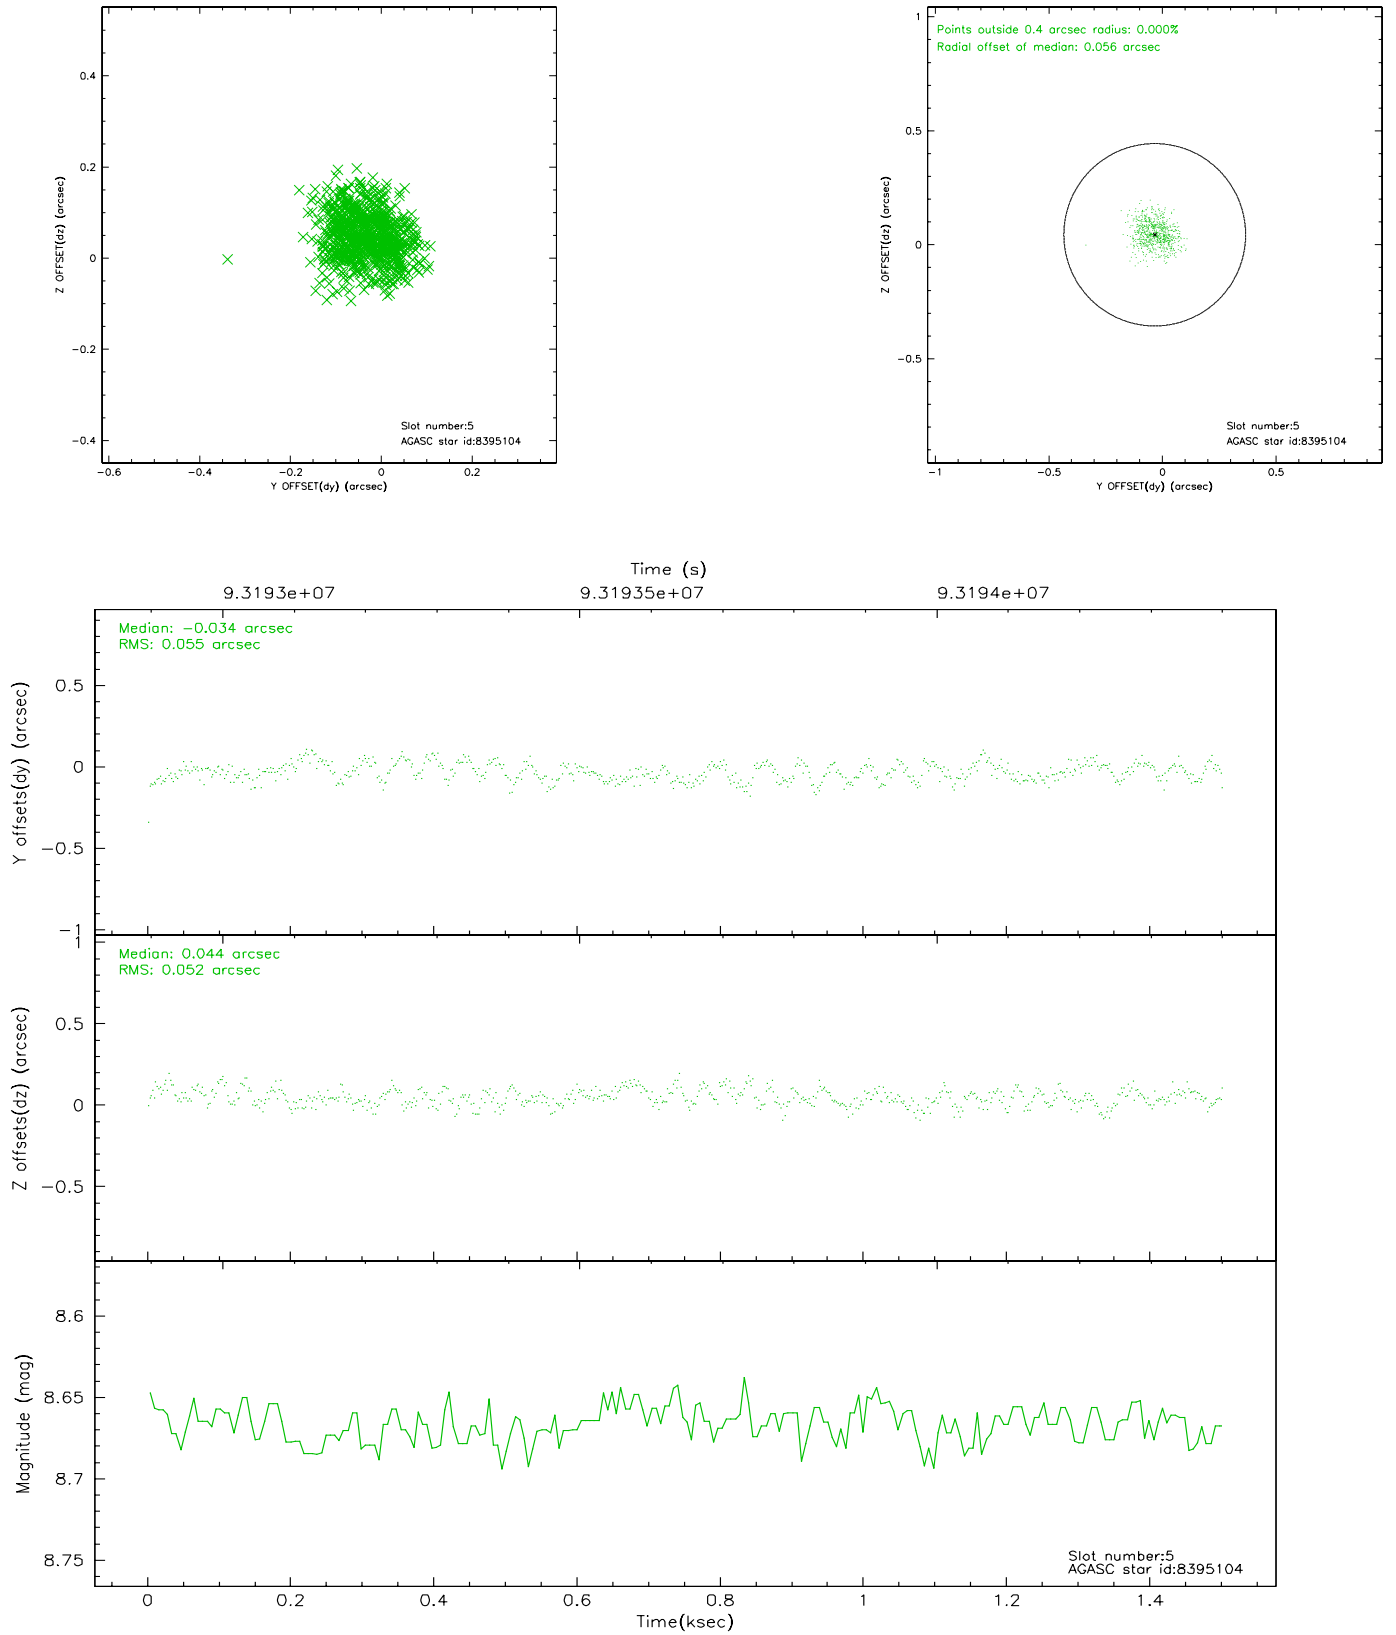 0.4
0.2
0
−0.2
−0.4
Z OFFSET(dz) (arcsec)
Slot number:5
AGASC star id:8395104
−0.6 −0.4 −0.2 0 0.2
Y OFFSET(dy) (arcsec)
Points outside 0.4 arcsec radius: 0.000%
Radial offset of median: 0.056 arcsec
1
0.5
0
−0.5
Z OFFSET(dz) (arcsec)
Slot number:5
AGASC star id:8395104
−1 −0.5 0 0.5
Y OFFSET(dy) (arcsec)
Time (s)
9.3193e+07 9.31935e+07 9.3194e+07
Median: −0.034 arcsec
RMS: 0.055 arcsec
0.5
0
−0.5
−1
Y offsets(dy) (arcsec)
Median: 0.044 arcsec
RMS: 0.052 arcsec
1
0.5
0
−0.5
Z offsets(dz) (arcsec)
8.6
8.65
8.7
8.75
Magnitude (mag)
Slot number:5
AGASC star id:8395104
0 0.2 0.4 0.6 0.8 1 1.2 1.4
Time(ksec)